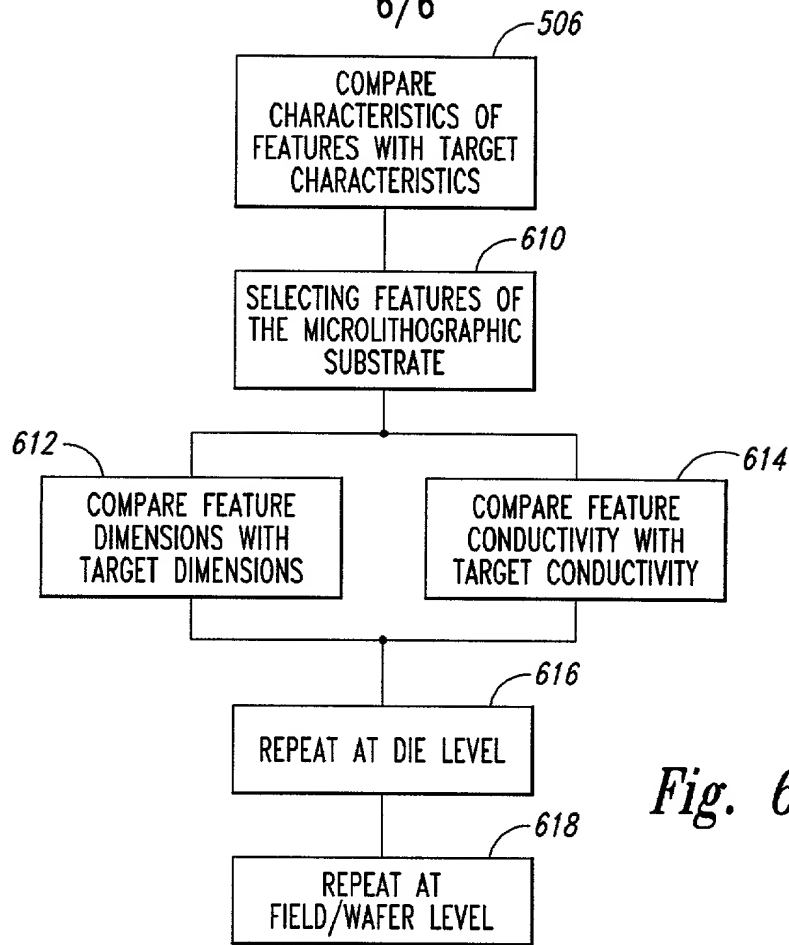 6/6
506
COMPARE
CHARACTERISTICS OF
FEATURES WITH TARGET
CHARACTERISTICS
610
SELECTING FEATURES OF
THE MICROLITHOGRAPHIC
SUBSTRATE
612
COMPARE FEATURE
DIMENSIONS WITH
TARGET DIMENSIONS
614
COMPARE FEATURE
CONDUCTIVITY WITH
TARGET CONDUCTIVITY
616
REPEAT AT DIE LEVEL
Fig. 6
618
REPEAT AT
FIELD/WAFER LEVEL